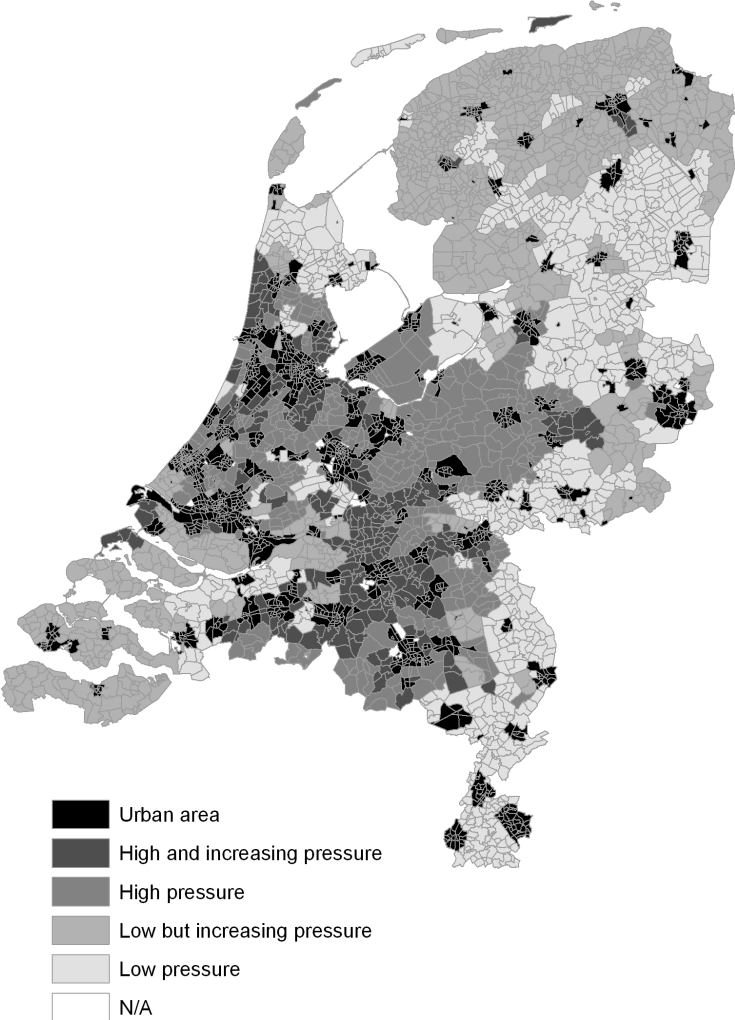 Urban area
High and increasing pressure
High pressure
Low but increasing pressure
Low pressure
N/A